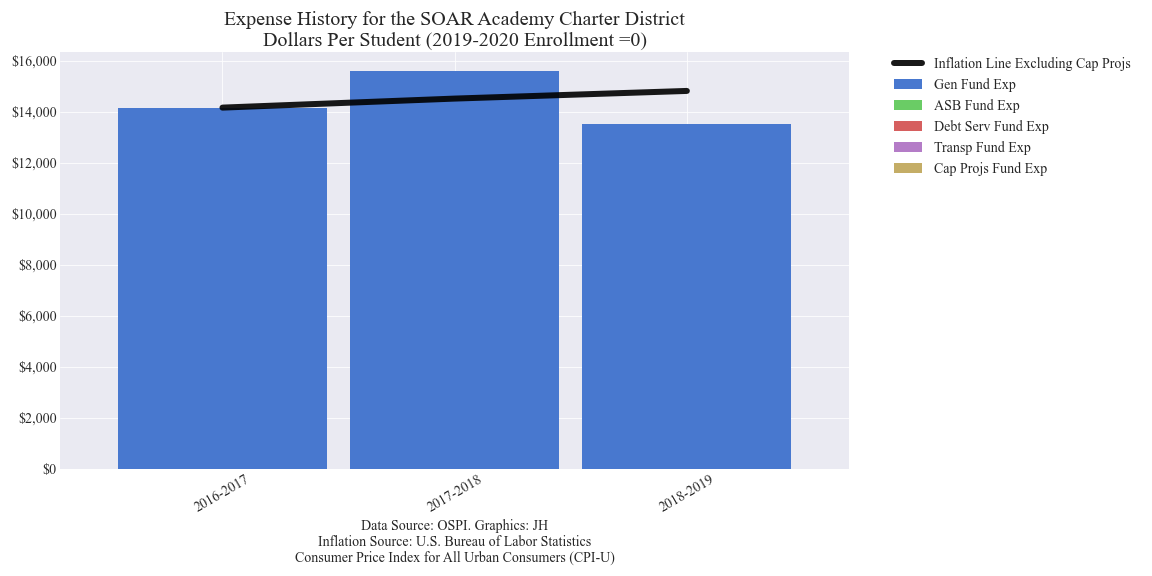 Expense History for the SOAR Academy Charter District
Dollars Per Student (2019-2020 Enrollment =0)
$16,000
$14,000
$12,000
$10,000
$8,000
$6,000
$4,000
$2,000
$0
2016-2017
2017-2018
2018-2019
Inflation Line Excluding Cap Projs
Gen Fund Exp
ASB Fund Exp
Debt Serv Fund Exp
Transp Fund Exp
Cap Projs Fund Exp
Data Source: OSPI. Graphics: JH
Inflation Source: U.S. Bureau of Labor Statistics
Consumer Price Index for All Urban Consumers (CPI-U)